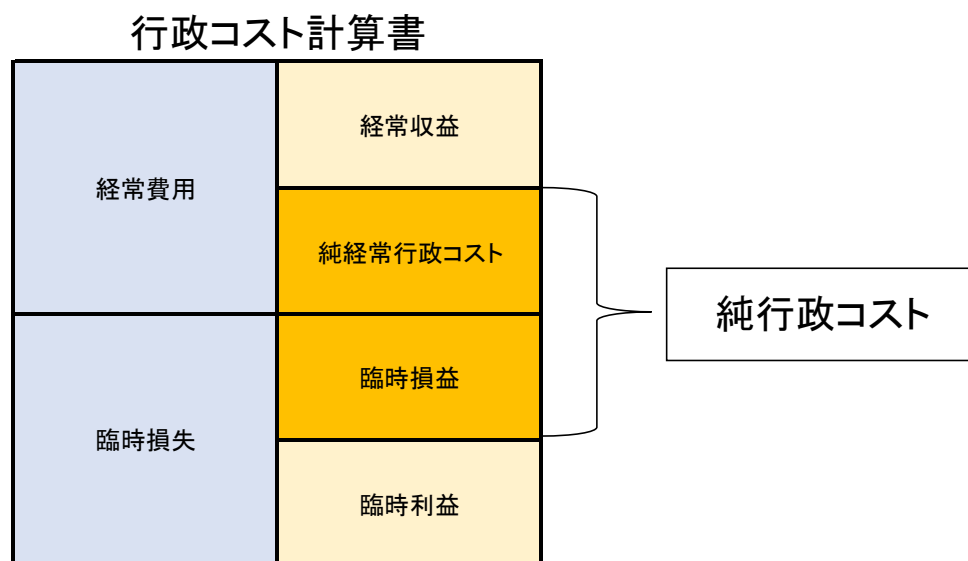 行政コスト計算書
経常収益
経常費用
純経常行政コスト
純行政コスト
臨時損益
臨時損失
臨時利益